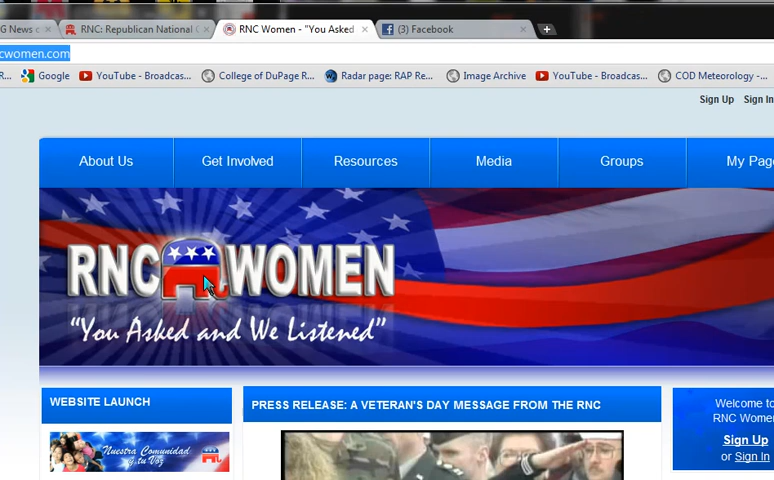 G News c
RNC: Republican National C
RNC Women - "You Asked
(3) Facebook
cwomen.com
R...
Google
YouTube - Broadcas...
College of DuPage R...
Radar page: RAP Re...
Image Archive
YouTube - Broadcas...
COD Meteorology -...
Sign Up Sign In
About Us
Get Involved
Resources
Media
Groups
My Page
RNC WOMEN
"You Asked and We Listened"
WEBSITE LAUNCH
PRESS RELEASE: A VETERAN'S DAY MESSAGE FROM THE RNC
Welcome to
RNC Women
Sign Up
or Sign In
Nuestra Comunidad
y tu Voz